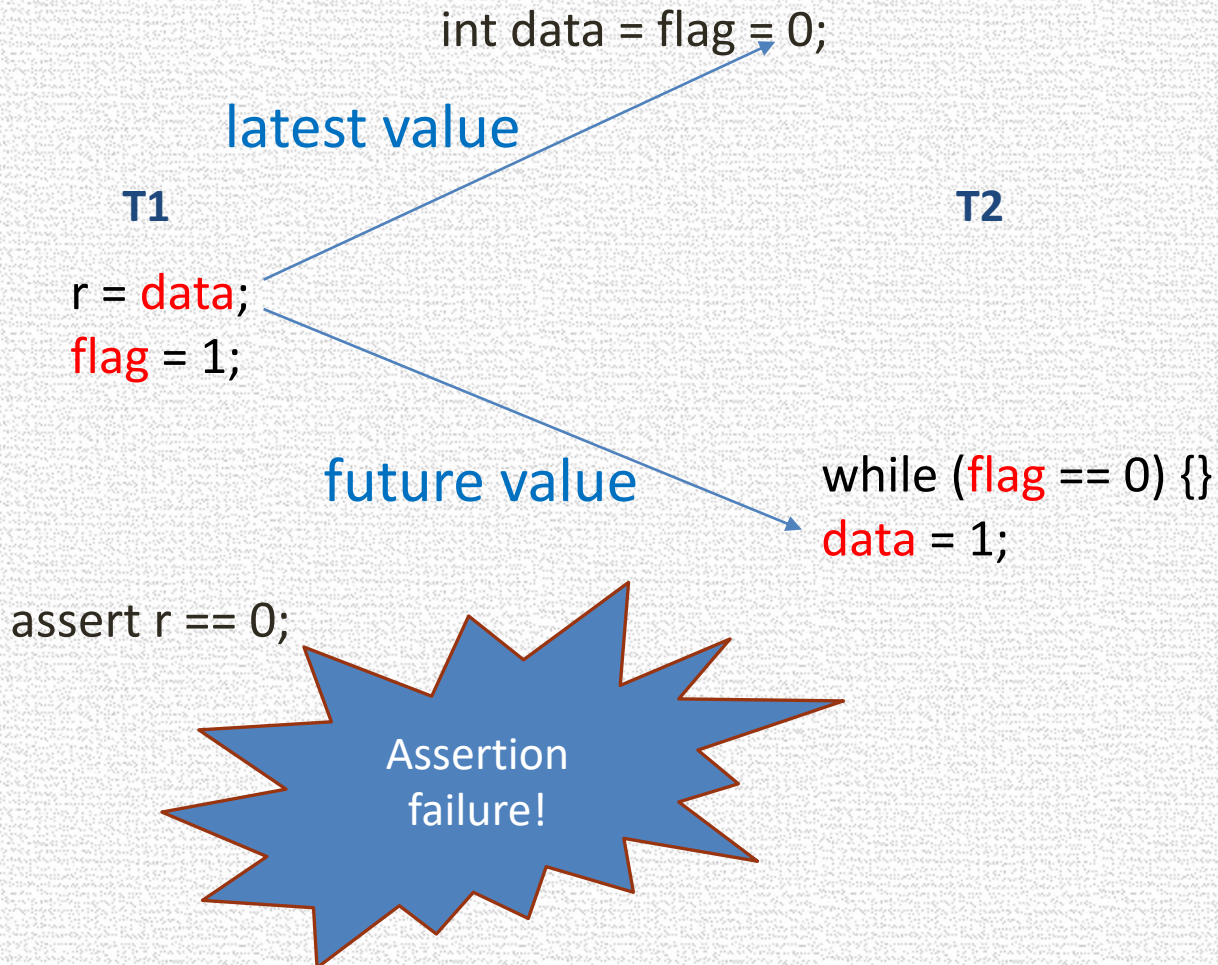 int data = flag = 0;
latest value
T1
T2
r = data;
flag = 1;
future value
while (flag == 0) {}
data = 1;
assert r == 0;
Assertion
failure!